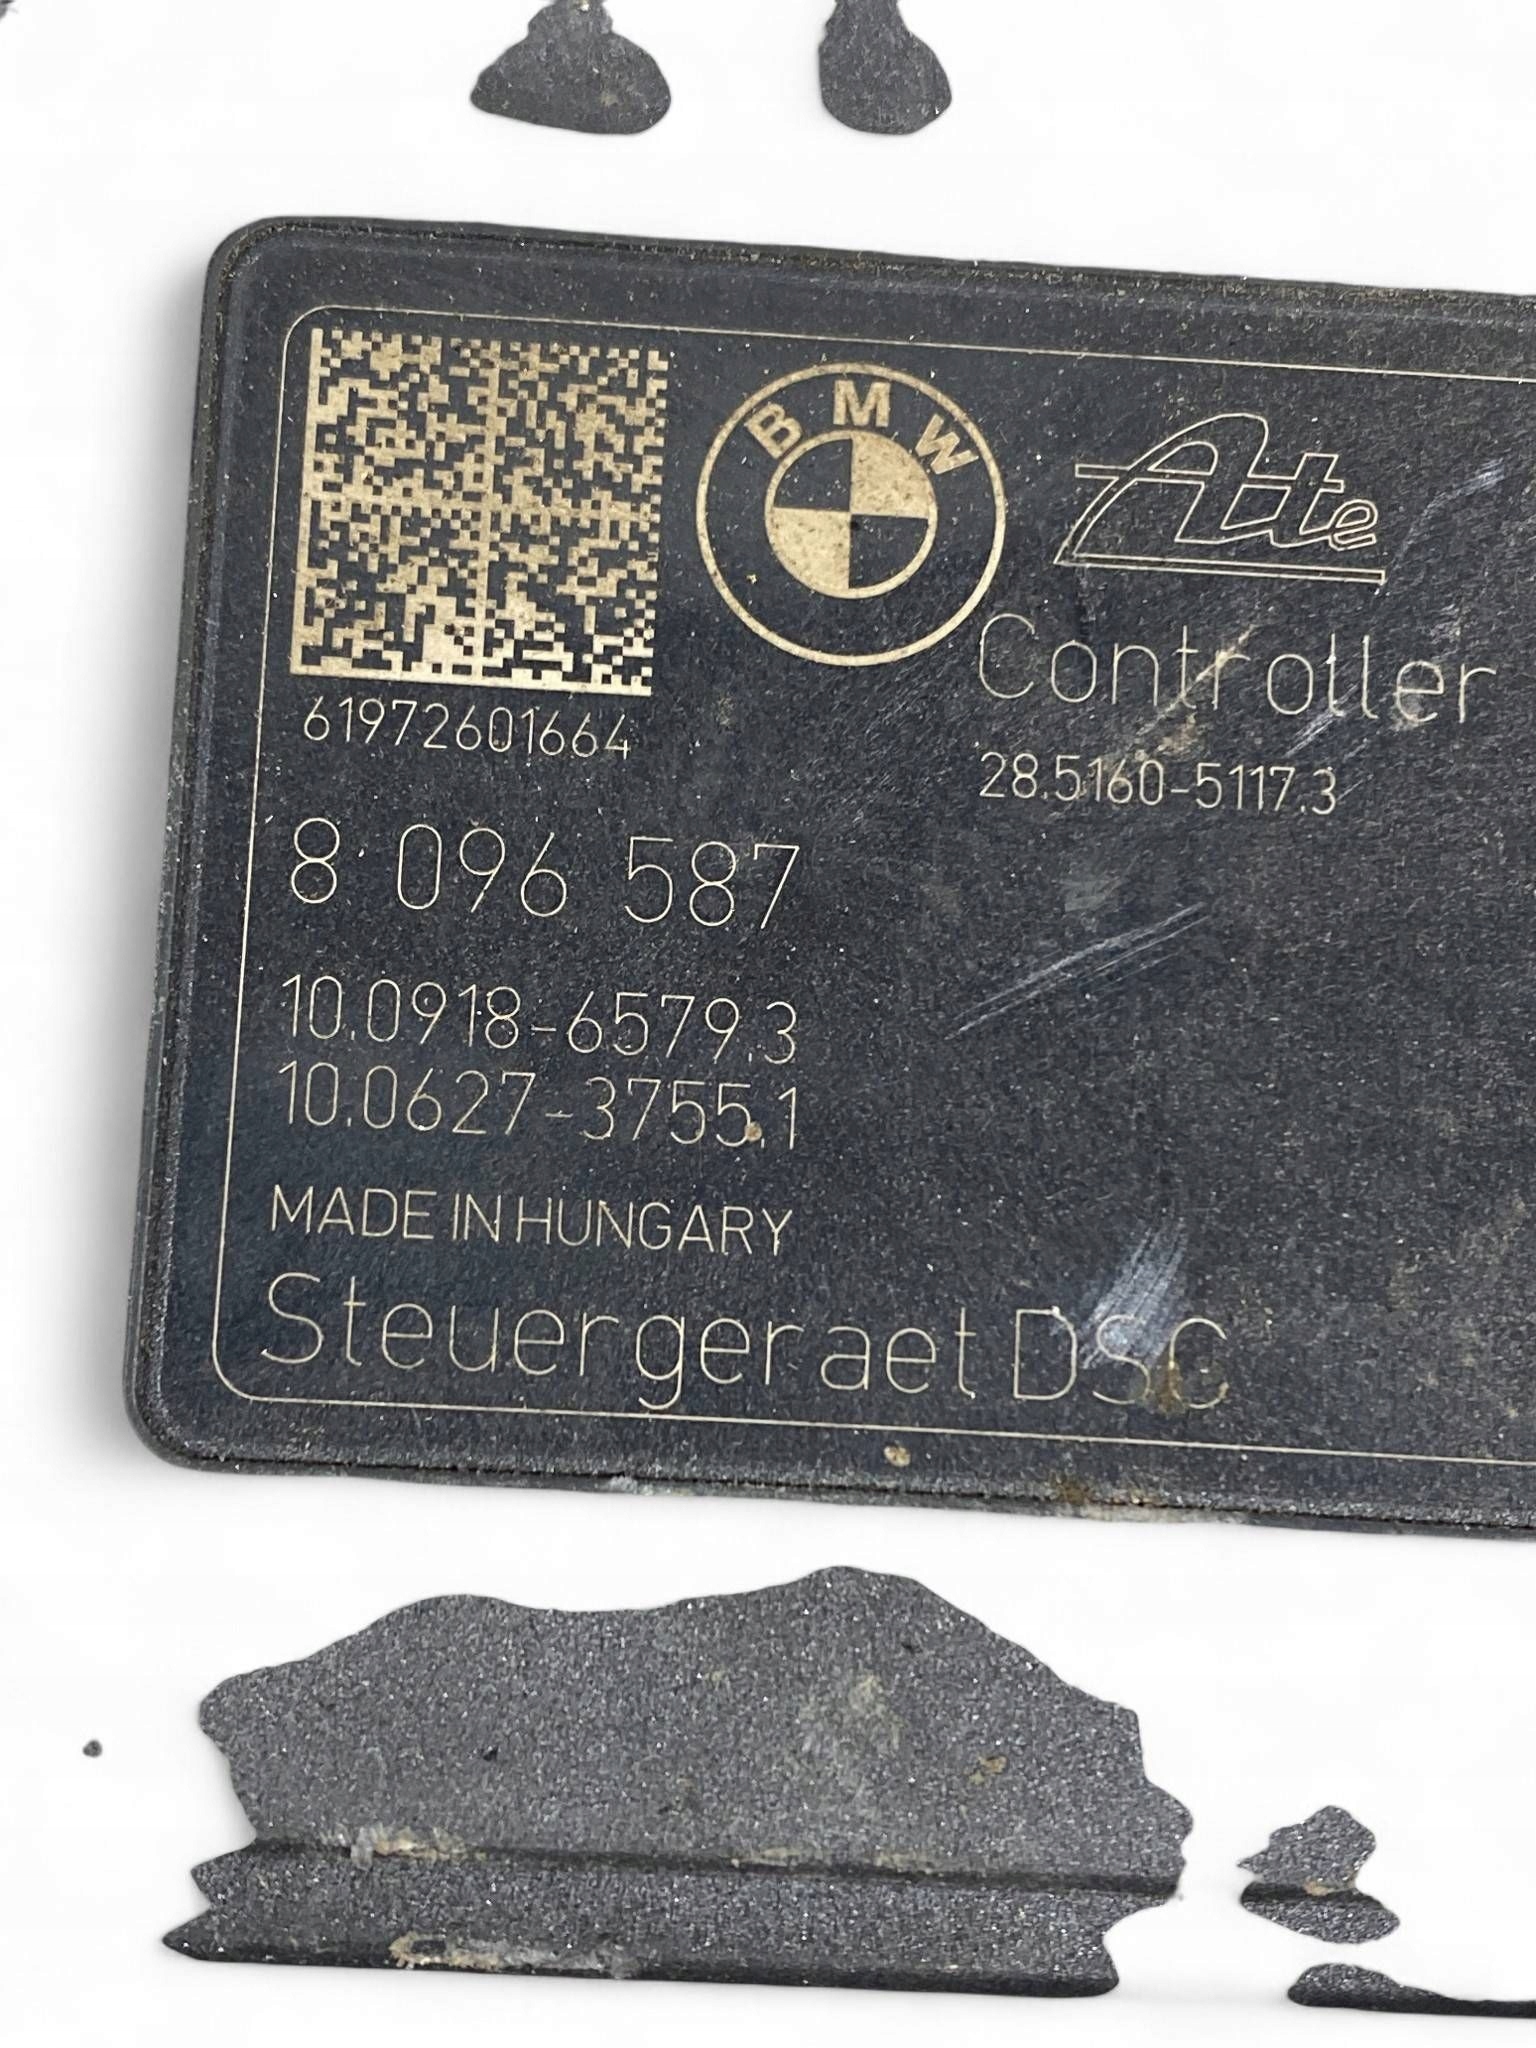 BMW
Ate
Controller
28.5160-5117.3
61972601664
8 096 587
10.0918-6579.3
10.0627-3755.1
MADE IN HUNGARY
Steuergeraet DSC